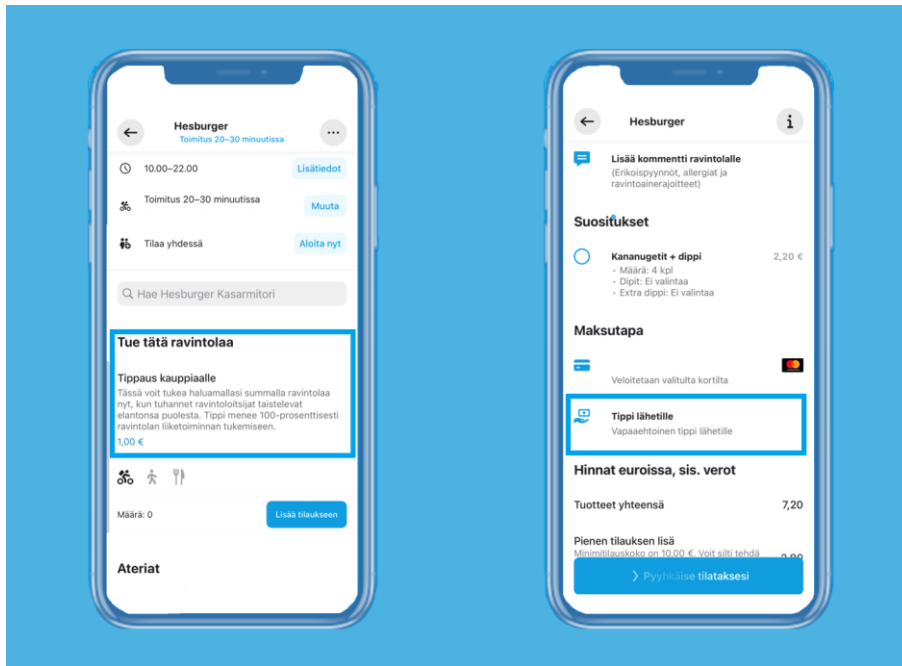 Hesburger
Toimitus 20–30 minuutissa
10.00–22.00 Lisätiedot
Toimitus 20–30 minuutissa Muuta
Tilaa yhdessä Aloita nyt
Hae Hesburger Kasarmitori
Tue tätä ravintolaa
Tippaus kauppiaalle
Tässä voit tukea haluamallasi summalla ravintolaa
nyt, kun tuhannet ravintoloitsijat taistelevat
elantonsa puolesta. Tippi menee 100-prosenttisesti
ravintolan liiketoiminnan tukemiseen.
1,00 €
Määrä: 0 Lisää tilaukseen
Ateriat
Hesburger
Lisää kommentti ravintolalle
(Erikoispyynnöt, allergiat ja
ravintoainerajoitteet)
Suositukset
Kananugetit + dippi 2,20 €
• Määrä: 4 kpl
• Dipit: Ei valintaa
• Extra dippi: Ei valintaa
Maksutapa
Veloitetaan valitulta kortilta
Tippi lähetille
Vapaaehtoinen tippi lähetille
Hinnat euroissa, sis. verot
Tuotteet yhteensä 7,20
Pienen tilauksen lisä
Minimitilauskoko on 10,00 €. Voit silti tehdä
Pyyhkäise tilataksesi